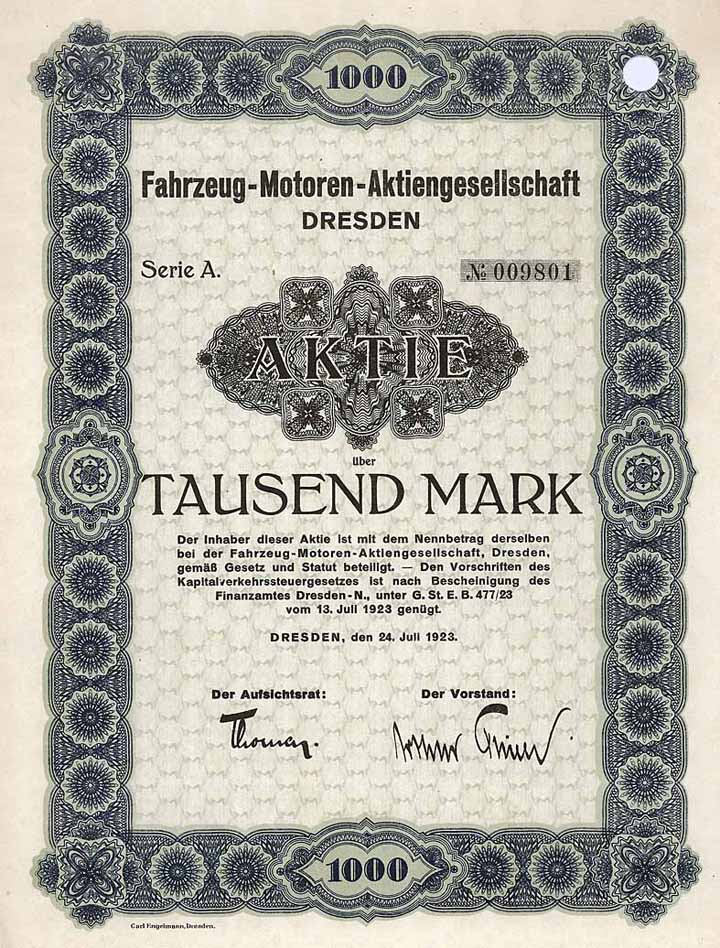 1000
Fahrzeug-Motoren-Aktiengesellschaft
DRESDEN
Serie A.
№ 009801
AKTIE
über
TAUSEND MARK
Der Inhaber dieser Aktie ist mit dem Nennbetrag derselben
bei der Fahrzeug-Motoren-Aktiengesellschaft, Dresden,
gemäß Gesetz und Statut beteiligt. — Den Vorschriften des
Kapitalverkehrssteuergesetzes ist nach Bescheinigung des
Finanzamtes Dresden-N., unter G. St. E. B. 477/23
vom 13. Juli 1923 genügt.
DRESDEN, den 24. Juli 1923.
Der Aufsichtsrat: Der Vorstand:
1000
Carl Engelmann, Dresden.